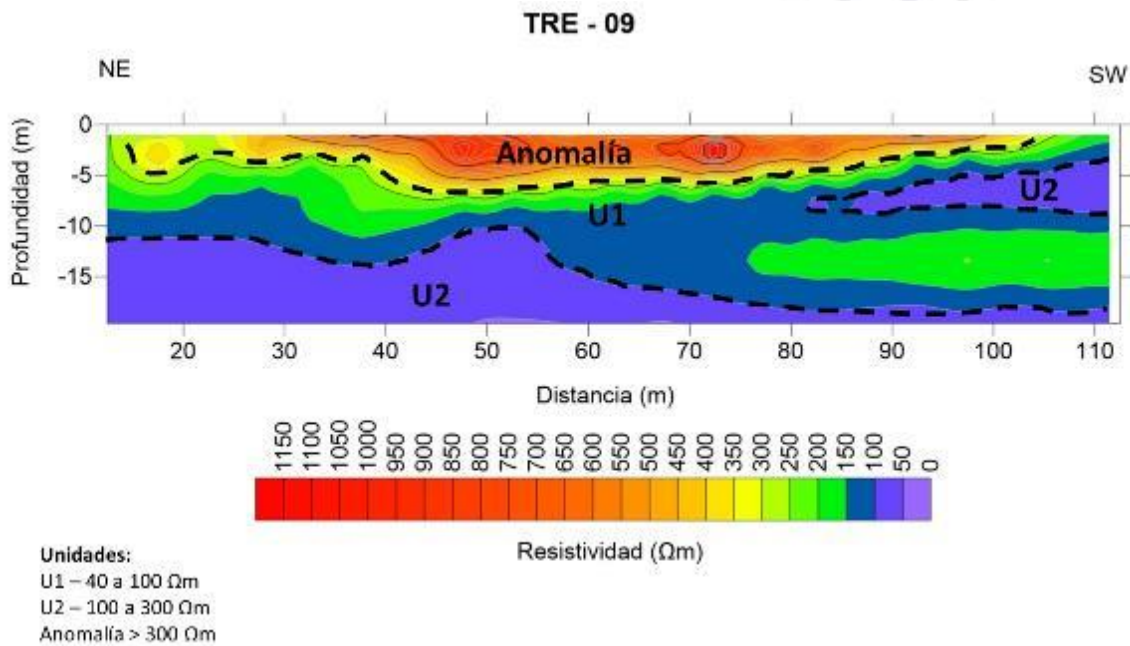 TRE - 09
NE
SW
Profundidad (m)
0
-5
-10
-15
Anomalía
U1
U2
U2
20 30 40 50 60 70 80 90 100 110
Distancia (m)
1150 1100 1050 1000 950 900 850 800 750 700 650 600 550 500 450 400 350 300 250 200 150 100 50 0
Resistividad (Ωm)
Unidades:
U1 – 40 a 100 Ωm
U2 – 100 a 300 Ωm
Anomalía > 300 Ωm